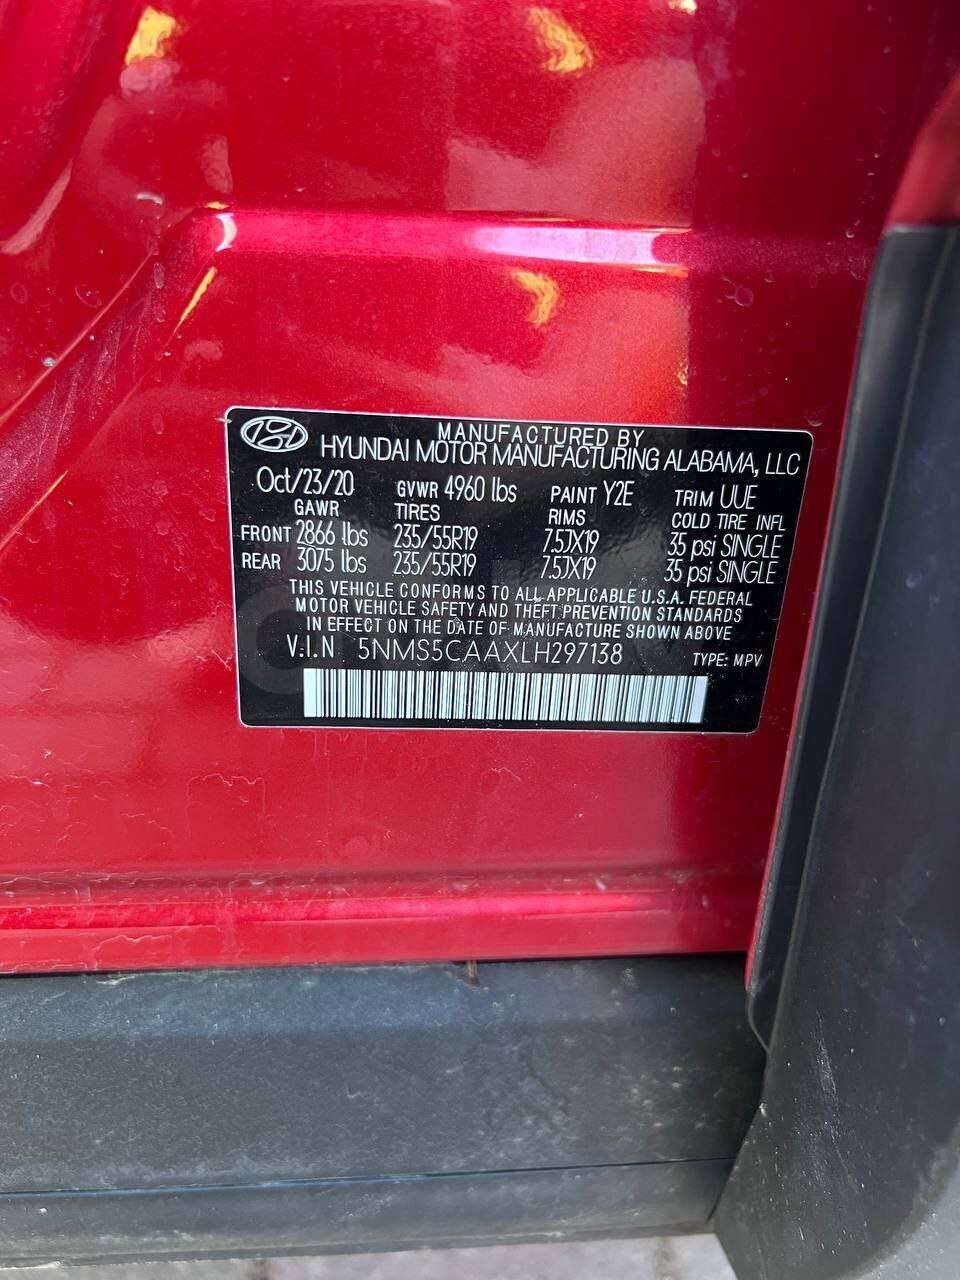 MANUFACTURED BY
HYUNDAI MOTOR MANUFACTURING ALABAMA, LLC
Oct/23/20 GVWR 4960 lbs PAINT Y2E TRIM UUE
GAWR TIRES RIMS COLD TIRE INFL
FRONT 2866 lbs 235/55R19 7.5JX19 35 psi SINGLE
REAR 3075 lbs 235/55R19 7.5JX19 35 psi SINGLE
THIS VEHICLE CONFORMS TO ALL APPLICABLE U.S.A. FEDERAL
MOTOR VEHICLE SAFETY AND THEFT PREVENTION STANDARDS
IN EFFECT ON THE DATE OF MANUFACTURE SHOWN ABOVE
V.I.N 5NMS5CAAXLH297138 TYPE: MPV